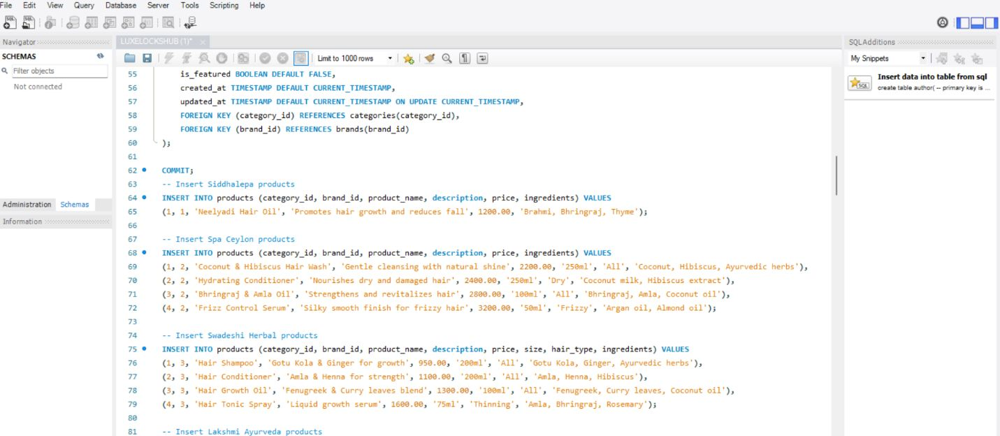 File Edit View Query Database Server Tools Scripting Help
Navigator
SCHEMAS
Filter objects
Not connected
Administration Schemas
Information
LUXELOCKSHUB (1)*
Limit to 1000 rows
55 is_featured BOOLEAN DEFAULT FALSE,
56 created_at TIMESTAMP DEFAULT CURRENT_TIMESTAMP,
57 updated_at TIMESTAMP DEFAULT CURRENT_TIMESTAMP ON UPDATE CURRENT_TIMESTAMP,
58 FOREIGN KEY (category_id) REFERENCES categories(category_id),
59 FOREIGN KEY (brand_id) REFERENCES brands(brand_id)
60 );
61
62 COMMIT;
63 -- Insert Siddhalepa products
64 INSERT INTO products (category_id, brand_id, product_name, description, price, ingredients) VALUES
65 (1, 1, 'Neelyadi Hair Oil', 'Promotes hair growth and reduces fall', 1200.00, 'Brahmi, Bhringraj, Thyme');
66
67 -- Insert Spa Ceylon products
68 INSERT INTO products (category_id, brand_id, product_name, description, price, ingredients) VALUES
69 (1, 2, 'Coconut & Hibiscus Hair Wash', 'Gentle cleansing with natural shine', 2200.00, '250ml', 'All', 'Coconut, Hibiscus, Ayurvedic herbs'),
70 (2, 2, 'Hydrating Conditioner', 'Nourishes dry and damaged hair', 2400.00, '250ml', 'Dry', 'Coconut milk, Hibiscus extract'),
71 (3, 2, 'Bhringraj & Amla Oil', 'Strengthens and revitalizes hair', 2800.00, '100ml', 'All', 'Bhringraj, Amla, Coconut oil'),
72 (4, 2, 'Frizz Control Serum', 'Silky smooth finish for frizzy hair', 3200.00, '50ml', 'Frizzy', 'Argan oil, Almond oil');
73
74 -- Insert Swadeshi Herbal products
75 INSERT INTO products (category_id, brand_id, product_name, description, price, size, hair_type, ingredients) VALUES
76 (1, 3, 'Hair Shampoo', 'Gotu Kola & Ginger for growth', 950.00, '200ml', 'All', 'Gotu Kola, Ginger, Ayurvedic herbs'),
77 (2, 3, 'Hair Conditioner', 'Amla & Henna for strength', 1100.00, '200ml', 'All', 'Amla, Henna, Hibiscus'),
78 (3, 3, 'Hair Growth Oil', 'Fenugreek & Curry leaves blend', 1300.00, '100ml', 'All', 'Fenugreek, Curry leaves, Coconut oil'),
79 (4, 3, 'Hair Tonic Spray', 'Liquid growth serum', 1600.00, '75ml', 'Thinning', 'Amla, Bhringraj, Rosemary');
80
81 -- Insert Lakshmi Ayurveda products
SQLAdditions
My Snippets
Insert data into table from sql
create table author( -- primary key is ...